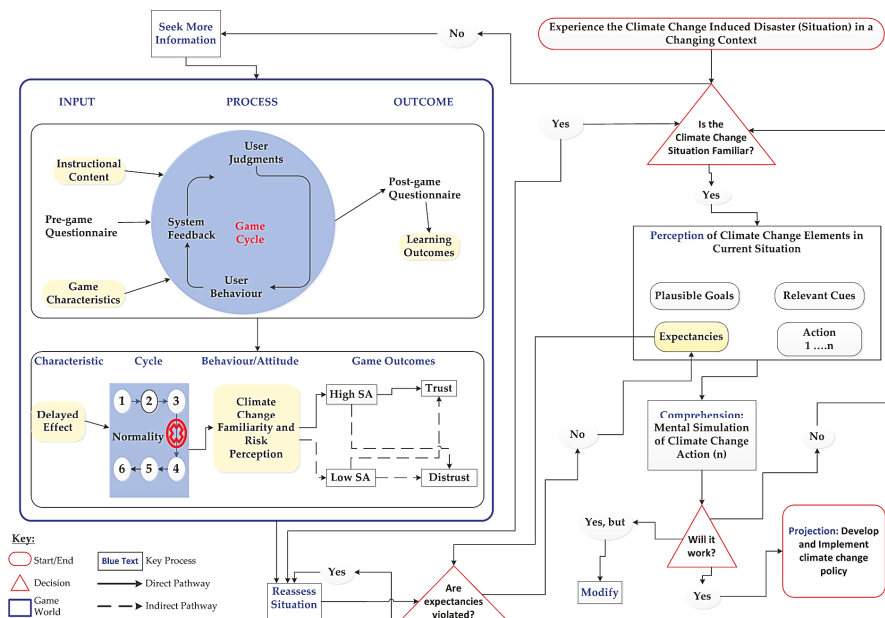 Seek More
Information
No
Experience the Climate Change Induced Disaster (Situation) in a
Changing Context
INPUT
PROCESS
OUTCOME
Yes
Is the
Climate Change
Situation Familiar?
Yes
Instructional
Content
Pre-game
Questionnaire
Game
Characteristics
User
Judgments
System
Feedback
Game
Cycle
User
Behaviour
Post-game
Questionnaire
Learning
Outcomes
Perception of Climate Change Elements in
Current Situation
Plausible Goals
Relevant Cues
Expectancies
Action
1 ....n
Characteristic
Cycle
Behaviour/Attitude
Game Outcomes
Delayed
Effect
1
2
3
Normality
6
5
4
Climate
Change
Familiarity and
Risk
Perception
High SA
Trust
Low SA
Distrust
Comprehension:
Mental Simulation
of Climate Change
Action (n)
No
No
Yes, but
Will it
work?
Modify
Yes
Projection: Develop
and Implement
climate change
policy
Key:
Start/End
Decision
Game
World
Blue Text
Key Process
Direct Pathway
Indirect Pathway
Yes
Reassess
Situation
Are
expectancies
violated?